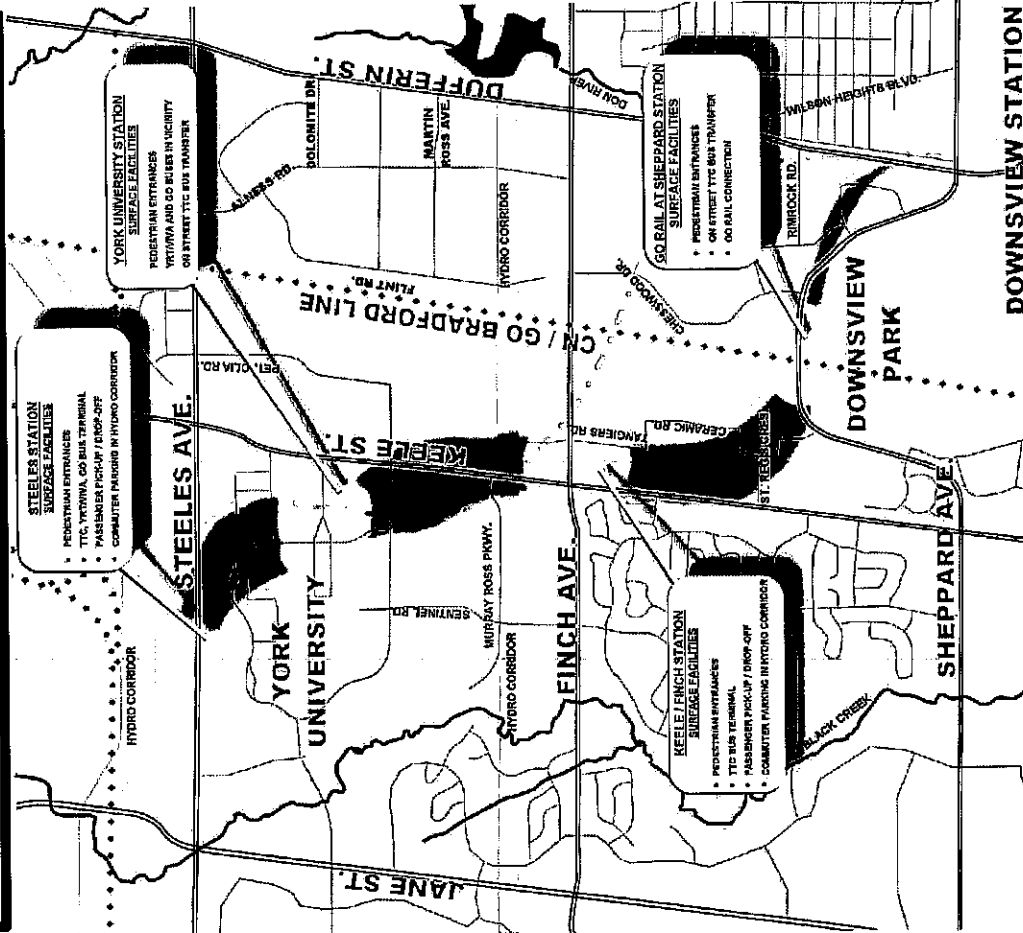 STEELES STATION
SURFACE FACILITIES
PEDESTRIAN ENTRANCES
TTC, YRT/VIVA, GO BUS TERMINAL
PASSENGER PICK-UP / DROP-OFF
COMMUTER PARKING IN HYDRO CORRIDOR
YORK UNIVERSITY STATION
SURFACE FACILITIES
PEDESTRIAN ENTRANCES
YRT/VIVA AND GO BUSES IN VICINITY
ON STREET TTC BUS TRANSFER
HYDRO CORRIDOR
STEELES AVE.
ALNESS RD.
DOLOMITE DR.
DUFFERIN ST.
MARTIN
ROSS AVE.
FLINT RD.
CN / GO BRADFORD LINE
HYDRO CORRIDOR
YORK
UNIVERSITY
KEELE ST.
SENTINEL RD.
MURRAY ROSS PKWY.
HYDRO CORRIDOR
JANE ST.
FINCH AVE.
TANGIERS RD.
CERAMIC RD.
ST. REGIS CRES
CHESSWOOD DR.
DON RIVER
GO RAIL AT SHEPPARD STATION
SURFACE FACILITIES
PEDESTRIAN ENTRANCES
ON STREET TTC BUS TRANSFER
GO RAIL CONNECTION
WILSON HEIGHTS BLVD.
RIMROCK RD.
KEELE / FINCH STATION
SURFACE FACILITIES
PEDESTRIAN ENTRANCES
TTC BUS TERMINAL
PASSENGER PICK-UP / DROP-OFF
COMMUTER PARKING IN HYDRO CORRIDOR
BLACK CREEK
DOWNSVIEW
PARK
SHEPPARD AVE.
DOWNSVIEW STATION